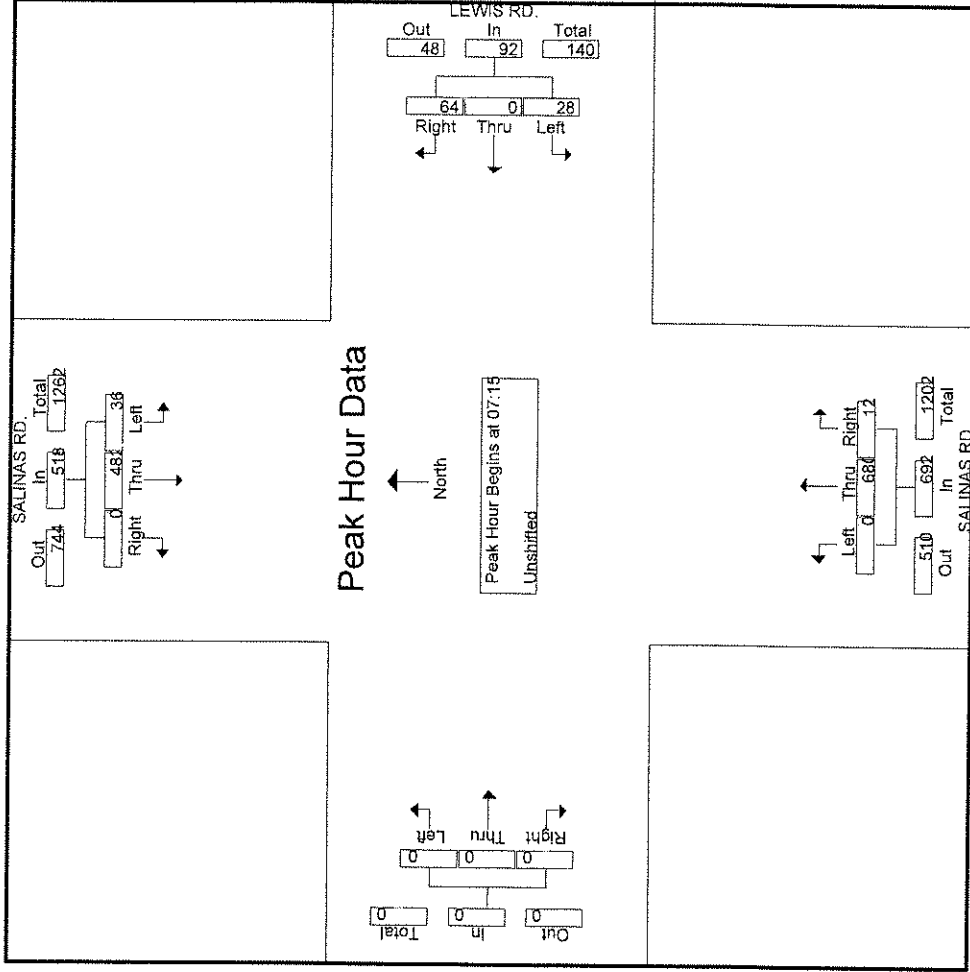 LEWIS RD.
Out In Total
48 92 140
64 0 28
Right Thru Left
SALINAS RD.
Out In Total
744 518 1262
0 482 36
Right Thru Left
Peak Hour Data
North
Peak Hour Begins at 07:15
Unshifted
Left Thru Right
0 680 12
510 692 1202
Out In Total
SALINAS RD.
Left Thru Right
0 0 0
0 0 0
Total In Out